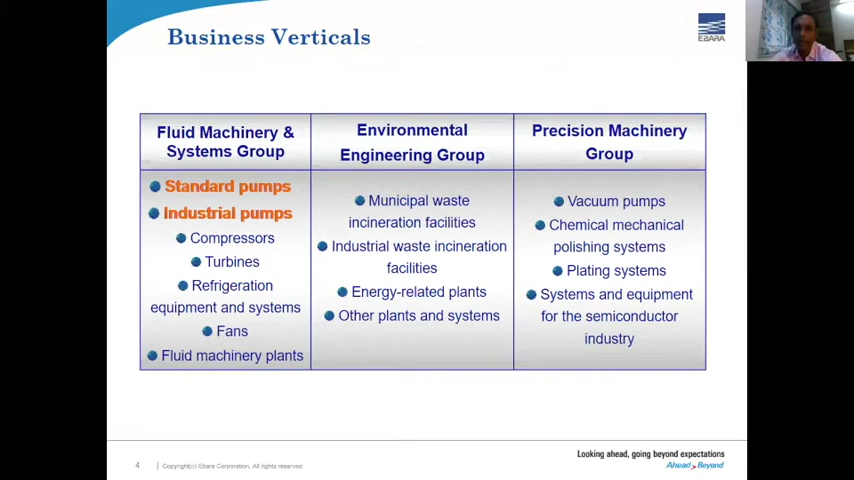 Business Verticals
EBARA
Fluid Machinery &
Systems Group
Environmental
Engineering Group
Precision Machinery
Group
Standard pumps
Industrial pumps
Compressors
Turbines
Refrigeration
equipment and systems
Fans
Fluid machinery plants
Municipal waste
incineration facilities
Industrial waste incineration
facilities
Energy-related plants
Other plants and systems
Vacuum pumps
Chemical mechanical
polishing systems
Plating systems
Systems and equipment
for the semiconductor
industry
4
Copyright(c) Ebara Corporation, All rights reserved
Looking ahead, going beyond expectations
Ahead Beyond